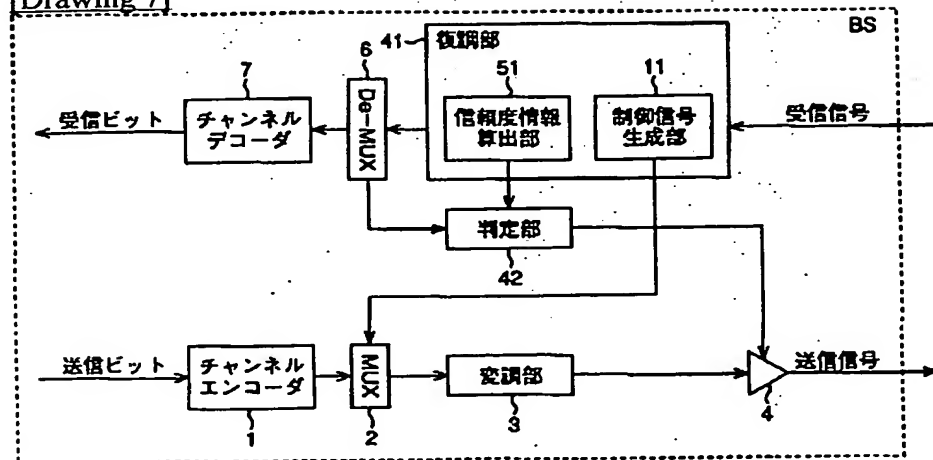 [Drawing 7]
BS
41
復調部
6
7
51
11
De-MUX
受信ビット
チャンネル
デコーダ
信頼度情報
算出部
制御信号
生成部
受信信号
判定部
42
送信ビット
チャンネル
エンコーダ
MUX
変調部
送信信号
1
2
3
4